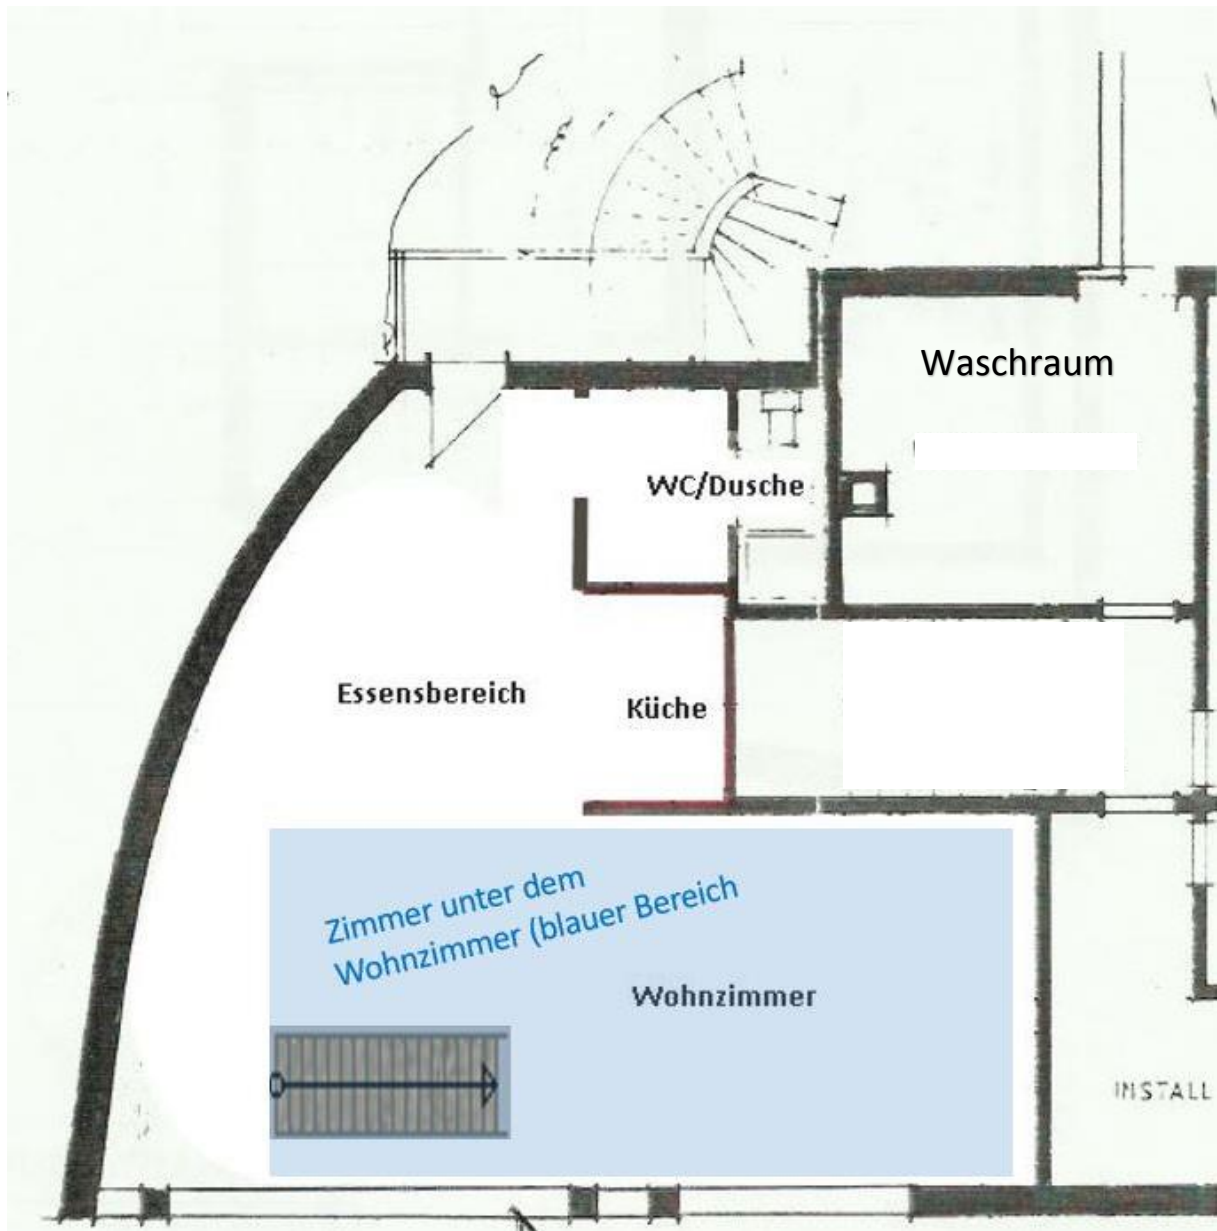 Waschraum
WC/Dusche
Essensbereich
Küche
Zimmer unter dem
Wohnzimmer (blauer Bereich
Wohnzimmer
INSTALL